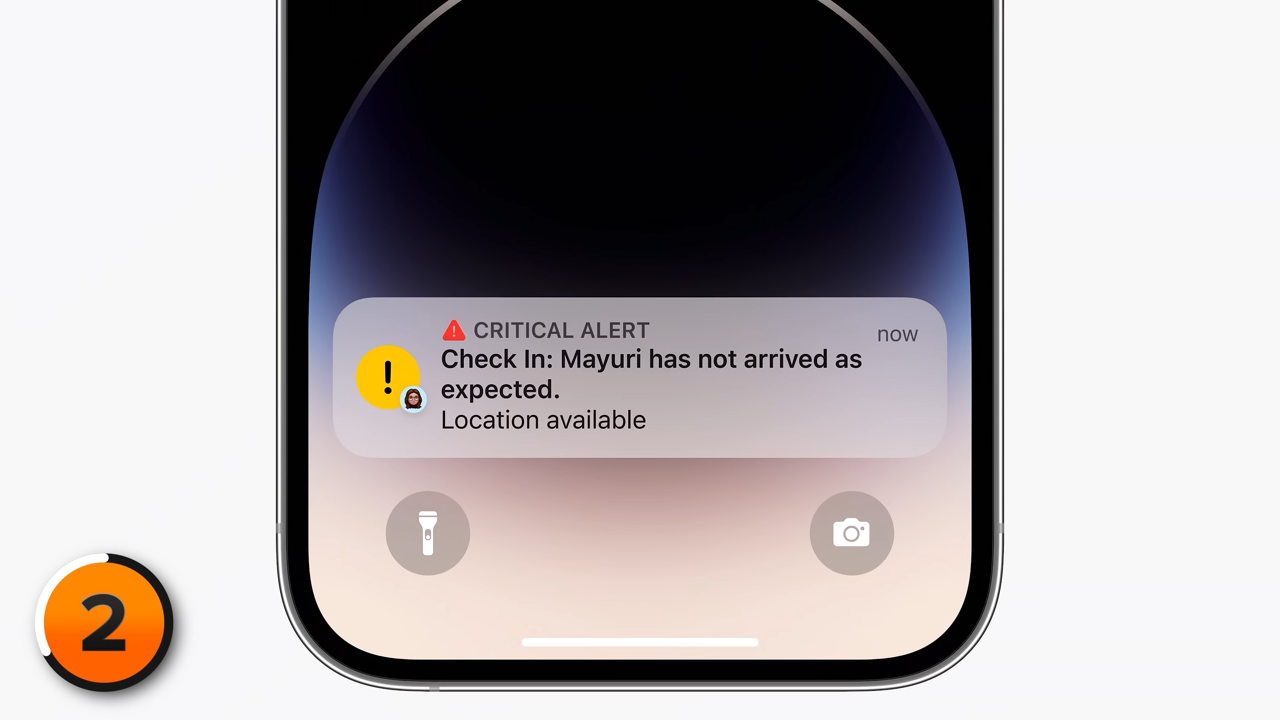 CRITICAL ALERT
now
Check In: Mayuri has not arrived as
expected.
Location available
2